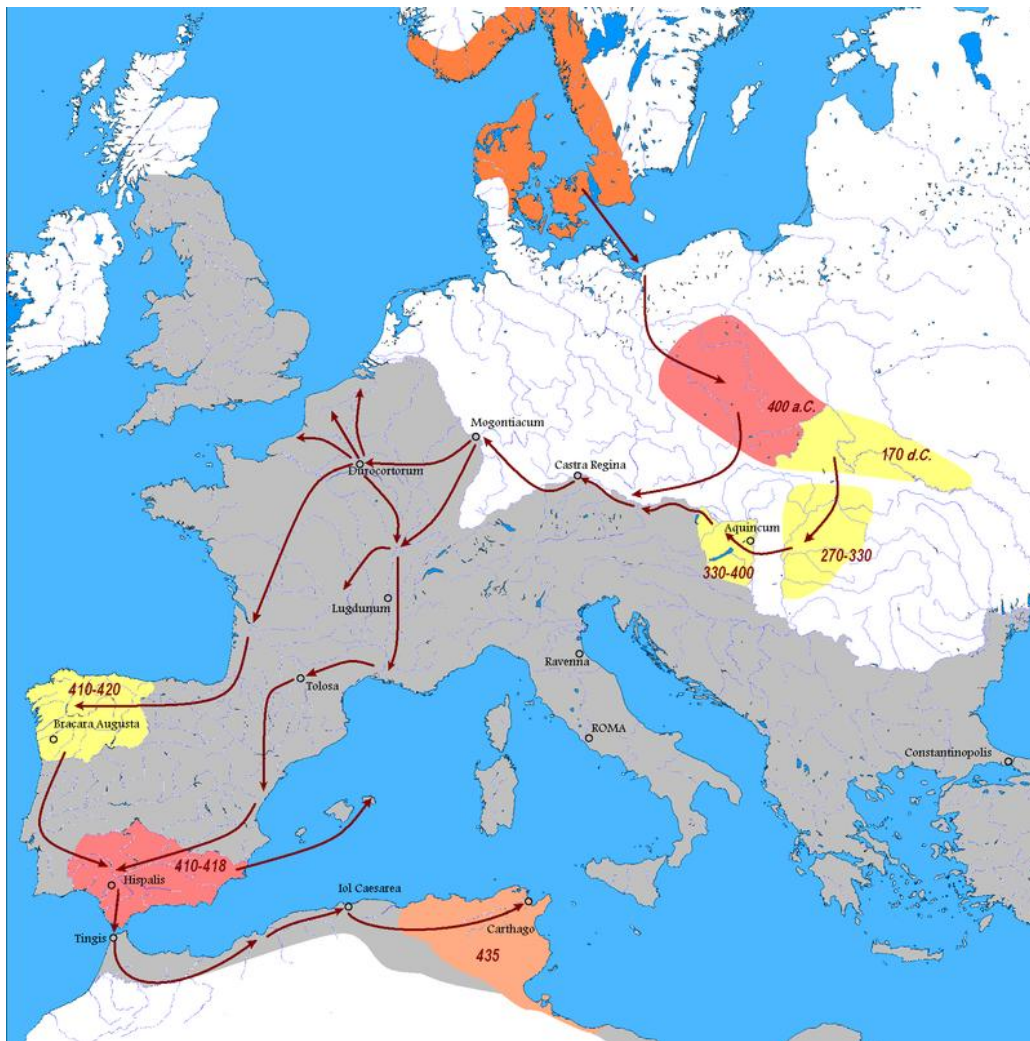 400 a.C.
170 d.C.
Mogontiacum
Durocortorum
Castra Regina
Aquincum
270-330
330-400
Lugdunum
Ravenna
Tolosa
410-420
Bracara Augusta
ROMA
Constantinopolis
410-418
Hispalis
Iol Caesarea
Carthago
Tingis
435